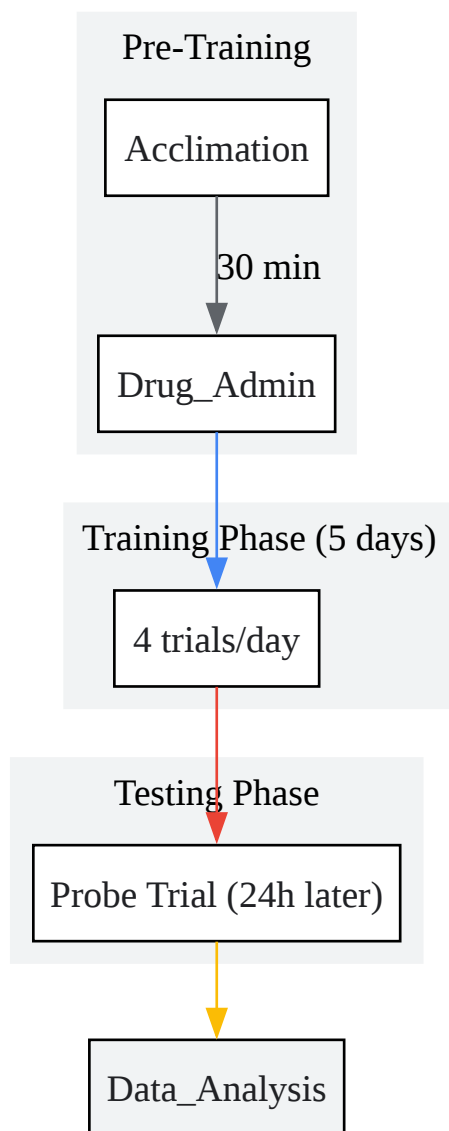 Pre-Training
Acclimation
30 min
Drug_Admin
Training Phase (5 days)
4 trials/day
Testing Phase
Probe Trial (24h later)
Data_Analysis